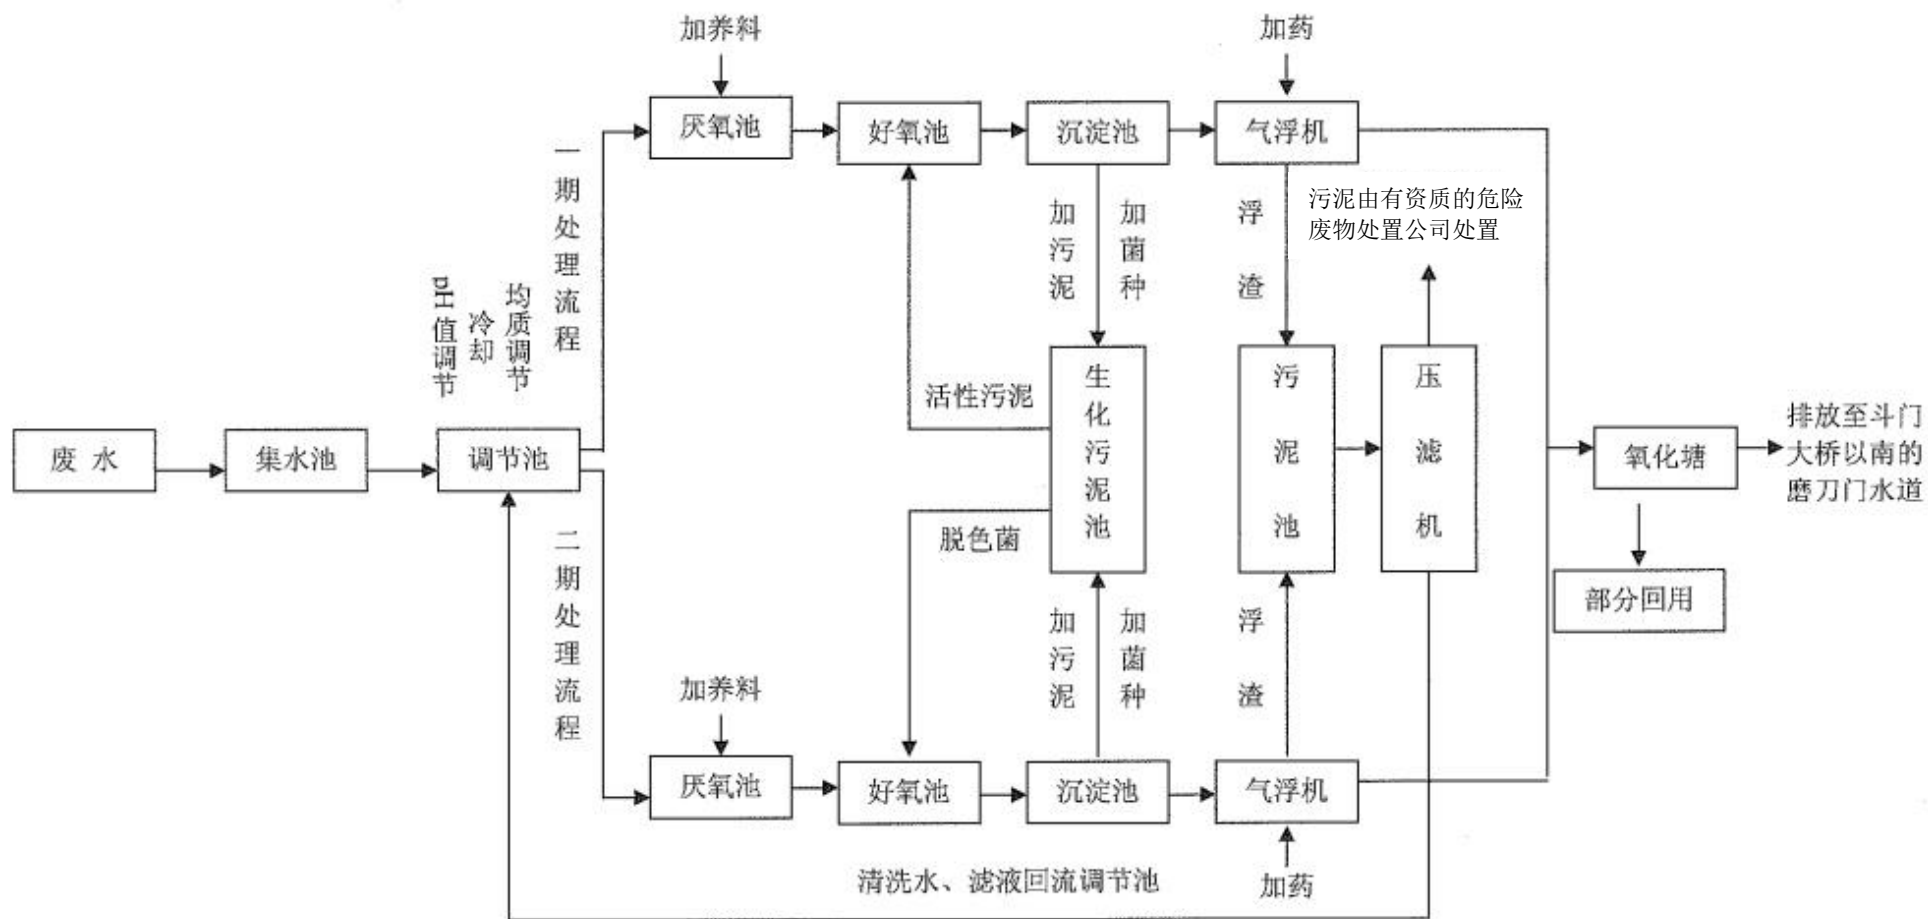 加养料
加药
厌氧池
好氧池
沉淀池
气浮机
一期处理流程
加污泥
加菌种
浮渣
污泥由有资质的危险
废物处置公司处置
pH值调节
冷却
均质调节
生化污泥池
污泥池
压滤机
活性污泥
废 水
集水池
调节池
氧化塘
排放至斗门
大桥以南的
磨刀门水道
脱色菌
二期处理流程
部分回用
加污泥
加菌种
浮渣
加养料
厌氧池
好氧池
沉淀池
气浮机
清洗水、滤液回流调节池
加药